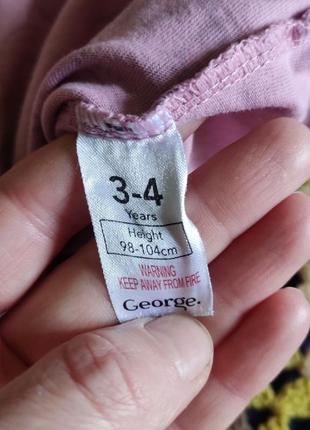 3-4
Years
Height
98-104cm
WARNING
KEEP AWAY FROM FIRE
George.